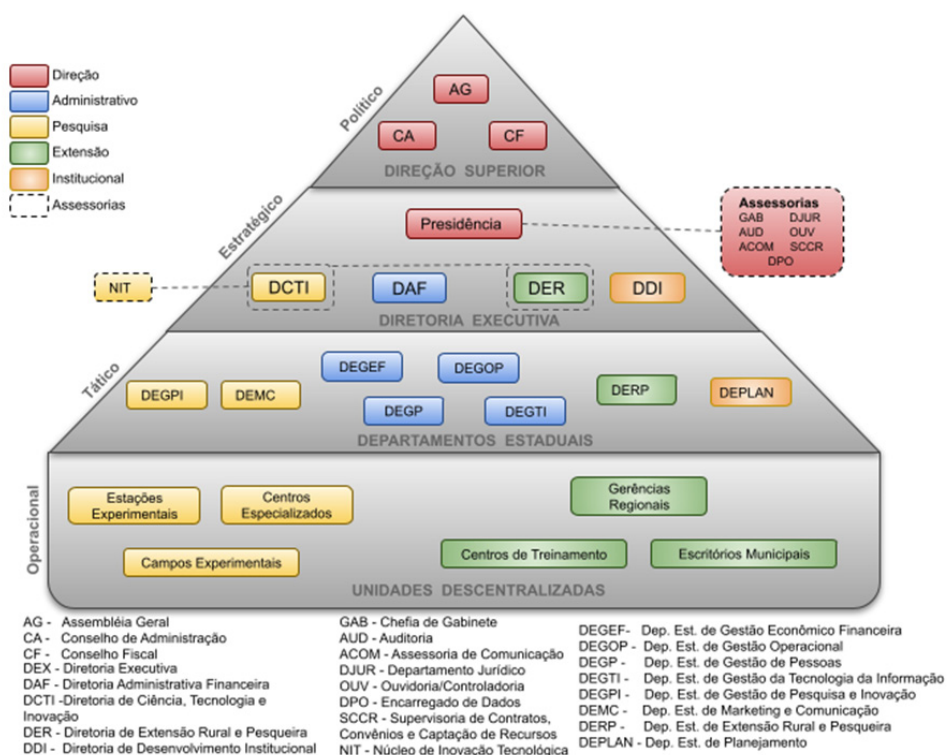 Direção
Administrativo
Pesquisa
Extensão
Institucional
Assessorias
Político
AG
CA
CF
DIREÇÃO SUPERIOR
Estratégico
Presidência
Assessorias
GAB DJUR
AUD OUV
ACOM SCCR
DPO
NIT
DCTI
DAF
DER
DDI
DIRETORIA EXECUTIVA
Tático
DEGEF
DEGOP
DEGPI
DEMC
DERP
DEPLAN
DEGP
DEGTI
DEPARTAMENTOS ESTADUAIS
Operacional
Estações
Experimentais
Centros
Especializados
Gerências
Regionais
Campos Experimentais
Centros de Treinamento
Escritórios Municipais
UNIDADES DESCENTRALIZADAS
AG - Assembléia Geral
CA - Conselho de Administração
CF - Conselho Fiscal
DEX - Diretoria Executiva
DAF - Diretoria Administrativa Financeira
DCTI -Diretoria de Ciência, Tecnologia e
Inovação
DER - Diretoria de Extensão Rural e Pesqueira
DDI - Diretoria de Desenvolvimento Institucional
GAB - Chefia de Gabinete
AUD - Auditoria
ACOM - Assessoria de Comunicação
DJUR - Departamento Jurídico
OUV - Ouvidoria/Controladoria
DPO - Encarregado de Dados
SCCR - Supervisoria de Contratos,
Convênios e Captação de Recursos
NIT - Núcleo de Inovação Tecnológica
DEGEF- Dep. Est. de Gestão Econômico Financeira
DEGOP - Dep. Est. de Gestão Operacional
DEGP - Dep. Est. de Gestão de Pessoas
DEGTI - Dep. Est. de Gestão da Tecnologia da Informação
DEGPI - Dep. Est. de Gestão de Pesquisa e Inovação
DEMC - Dep. Est. de Marketing e Comunicação
DERP - Dep. Est. de Extensão Rural e Pesqueira
DEPLAN - Dep. Est. de Planejamento